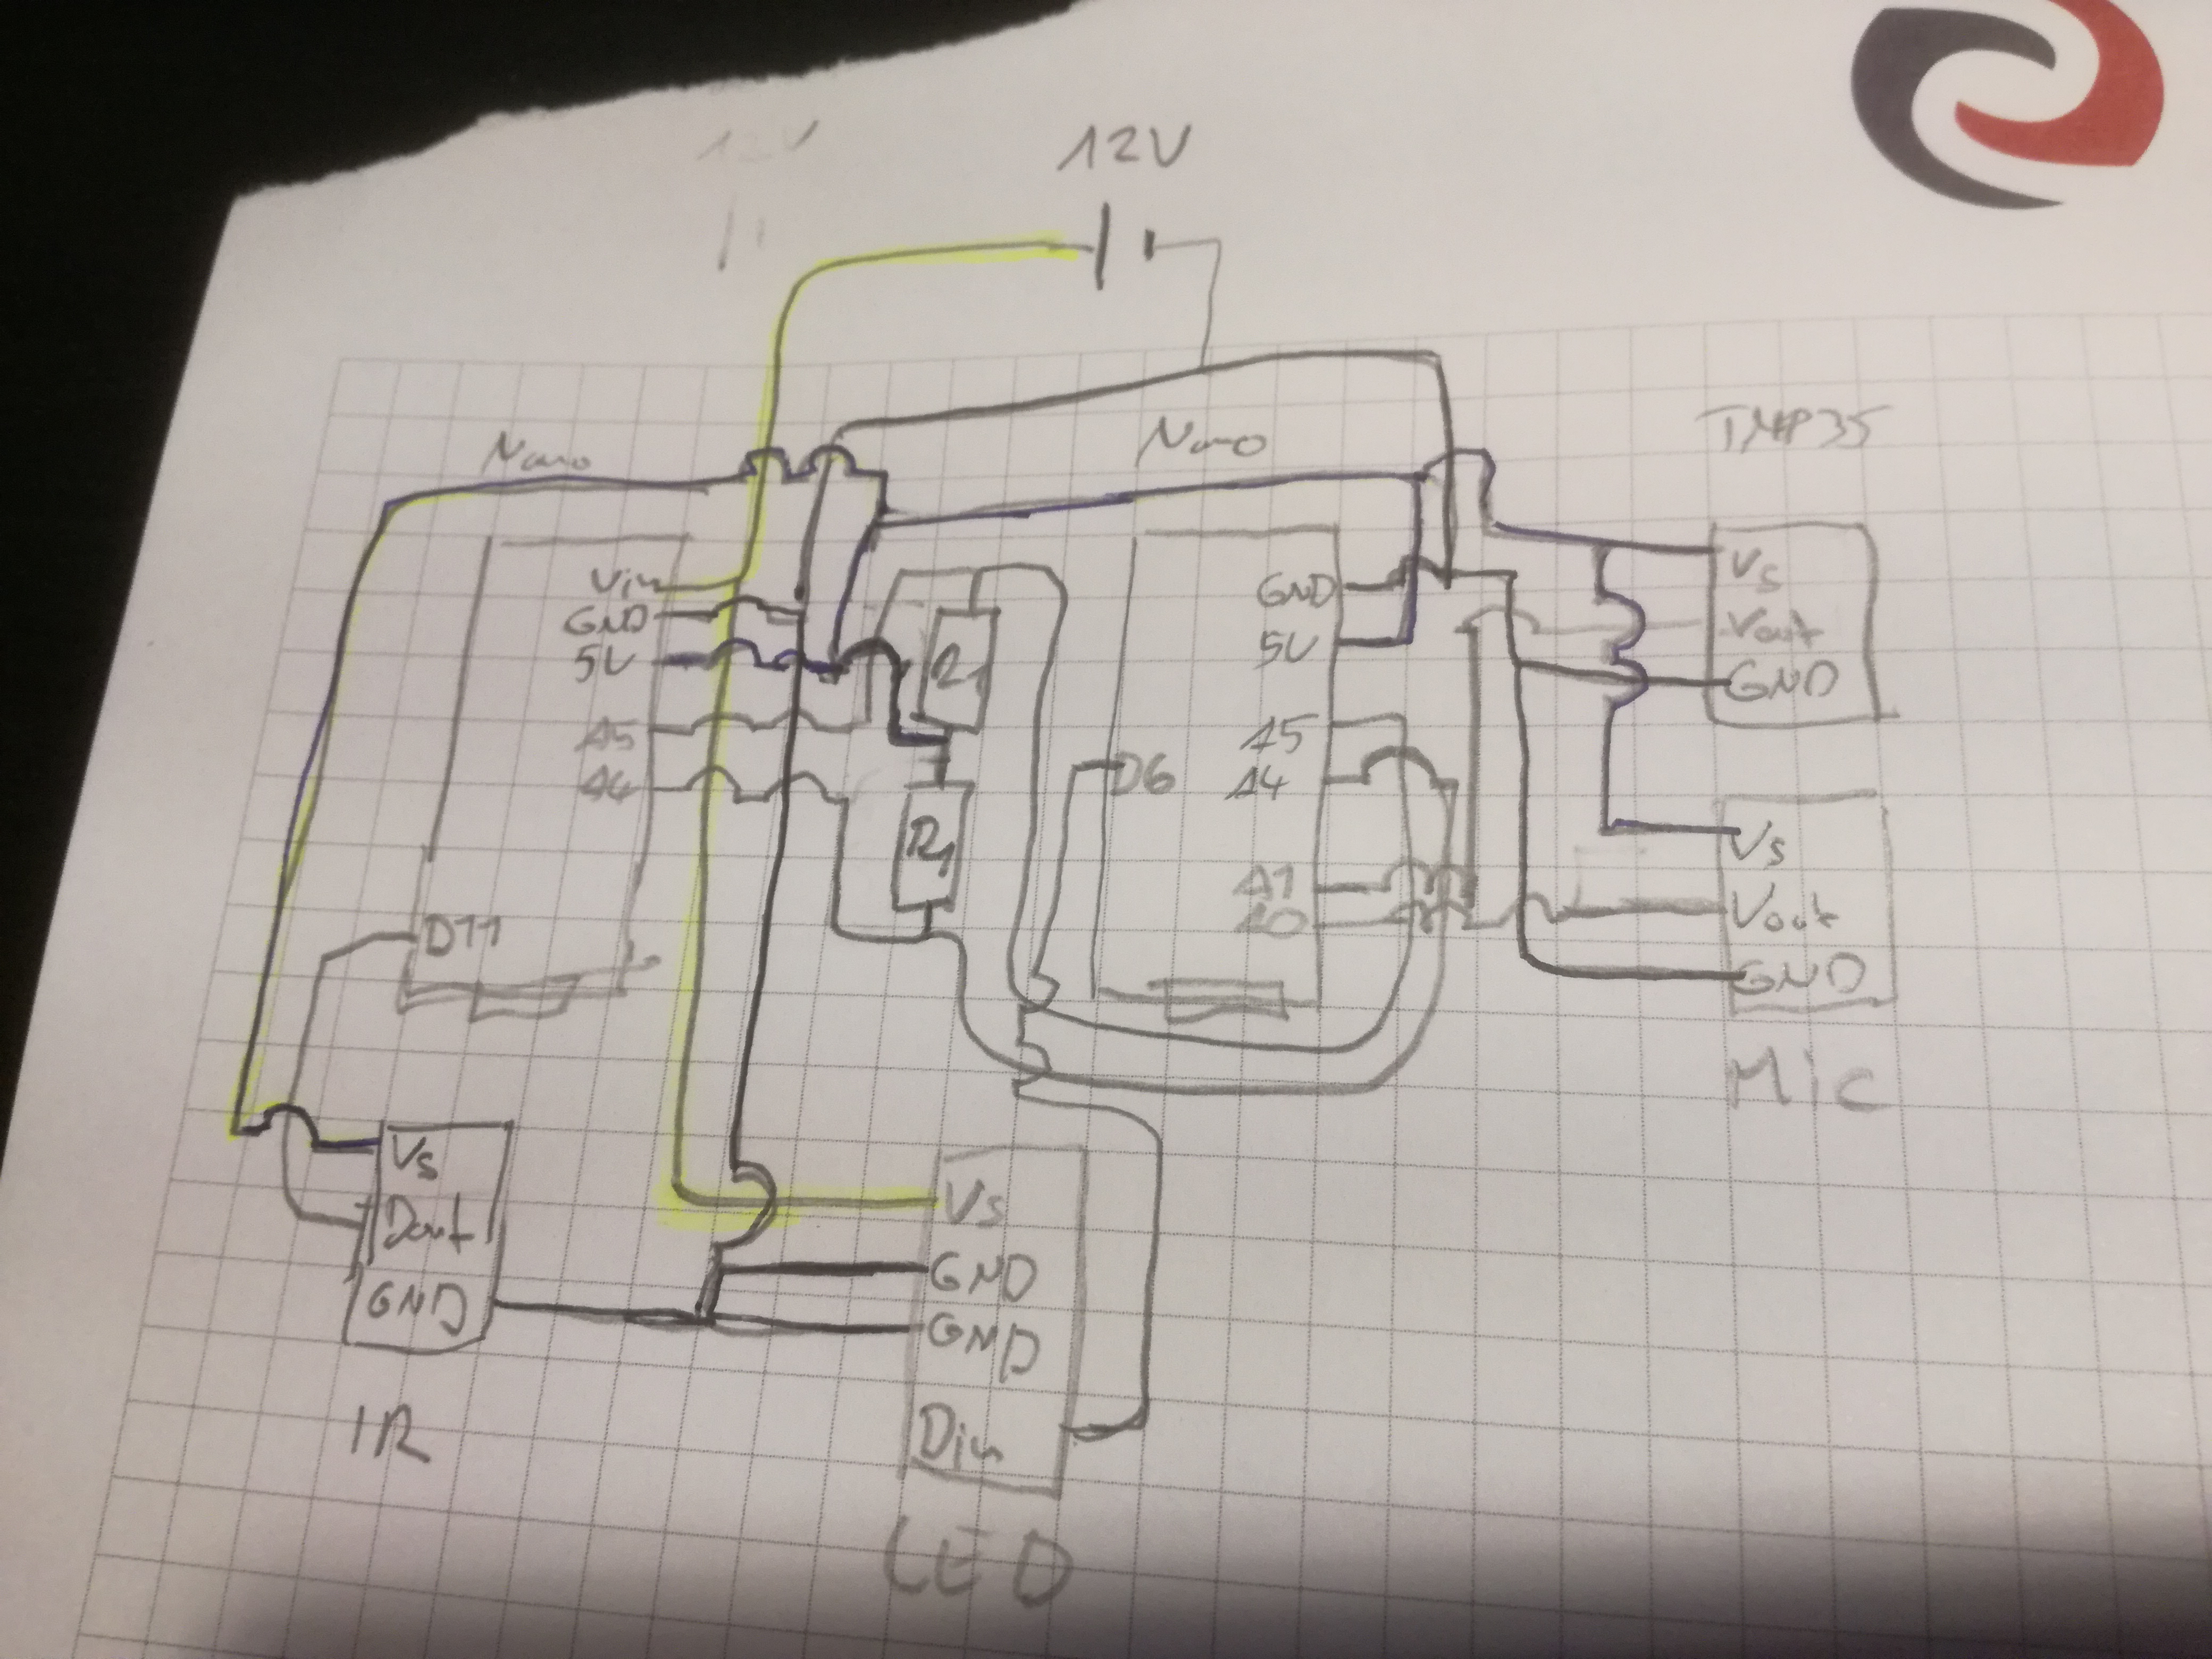 12V
12V
Nano
Nano
TMP35
Vin
GND
5V
A5
A4
D11
R1
R1
GND
5V
A5
A4
D6
A1
A0
Vs
Vout
GND
Vs
Vout
GND
Mic
Vs
Dout
GND
IR
Vs
GND
GND
Din
LED